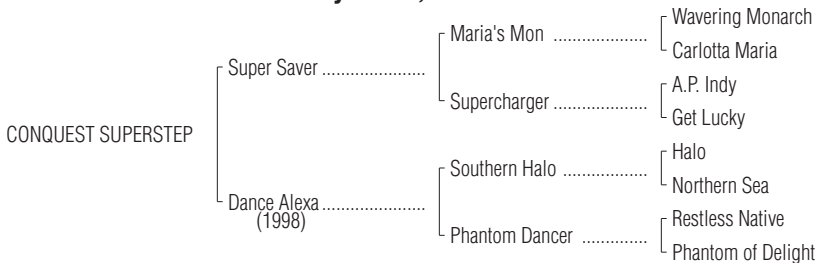 Wavering Monarch
Maria's Mon ....................
Carlotta Maria
Super Saver ......................
A.P. Indy
Supercharger ....................
Get Lucky
CONQUEST SUPERSTEP
Halo
Southern Halo ..................
Northern Sea
Dance Alexa ......................
(1998)
Restless Native
Phantom Dancer ..............
Phantom of Delight